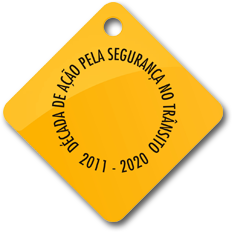 DÉCADA DE AÇÃO PELA SEGURANÇA NO TRÂNSITO
2011 - 2020